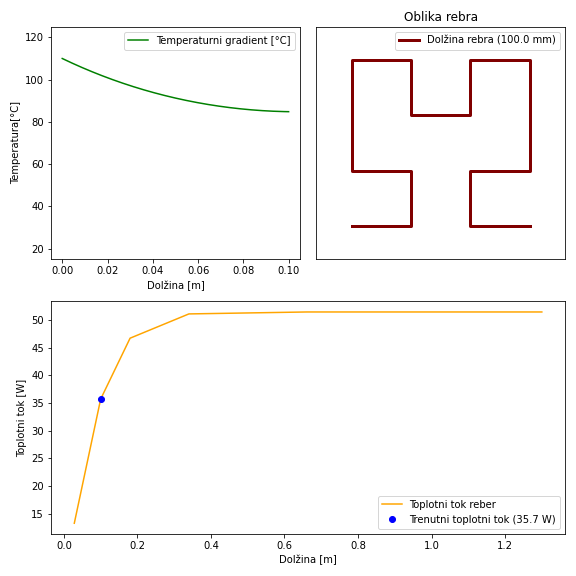 Temperaturni gradient [°C]
Temperatura[°C]
120
100
80
60
40
20
0.00 0.02 0.04 0.06 0.08 0.10
Dolžina [m]
Oblika rebra
Dolžina rebra (100.0 mm)
Toplotni tok [W]
50
45
40
35
30
25
20
15
Toplotni tok reber
Trenutni toplotni tok (35.7 W)
0.0 0.2 0.4 0.6 0.8 1.0 1.2
Dolžina [m]